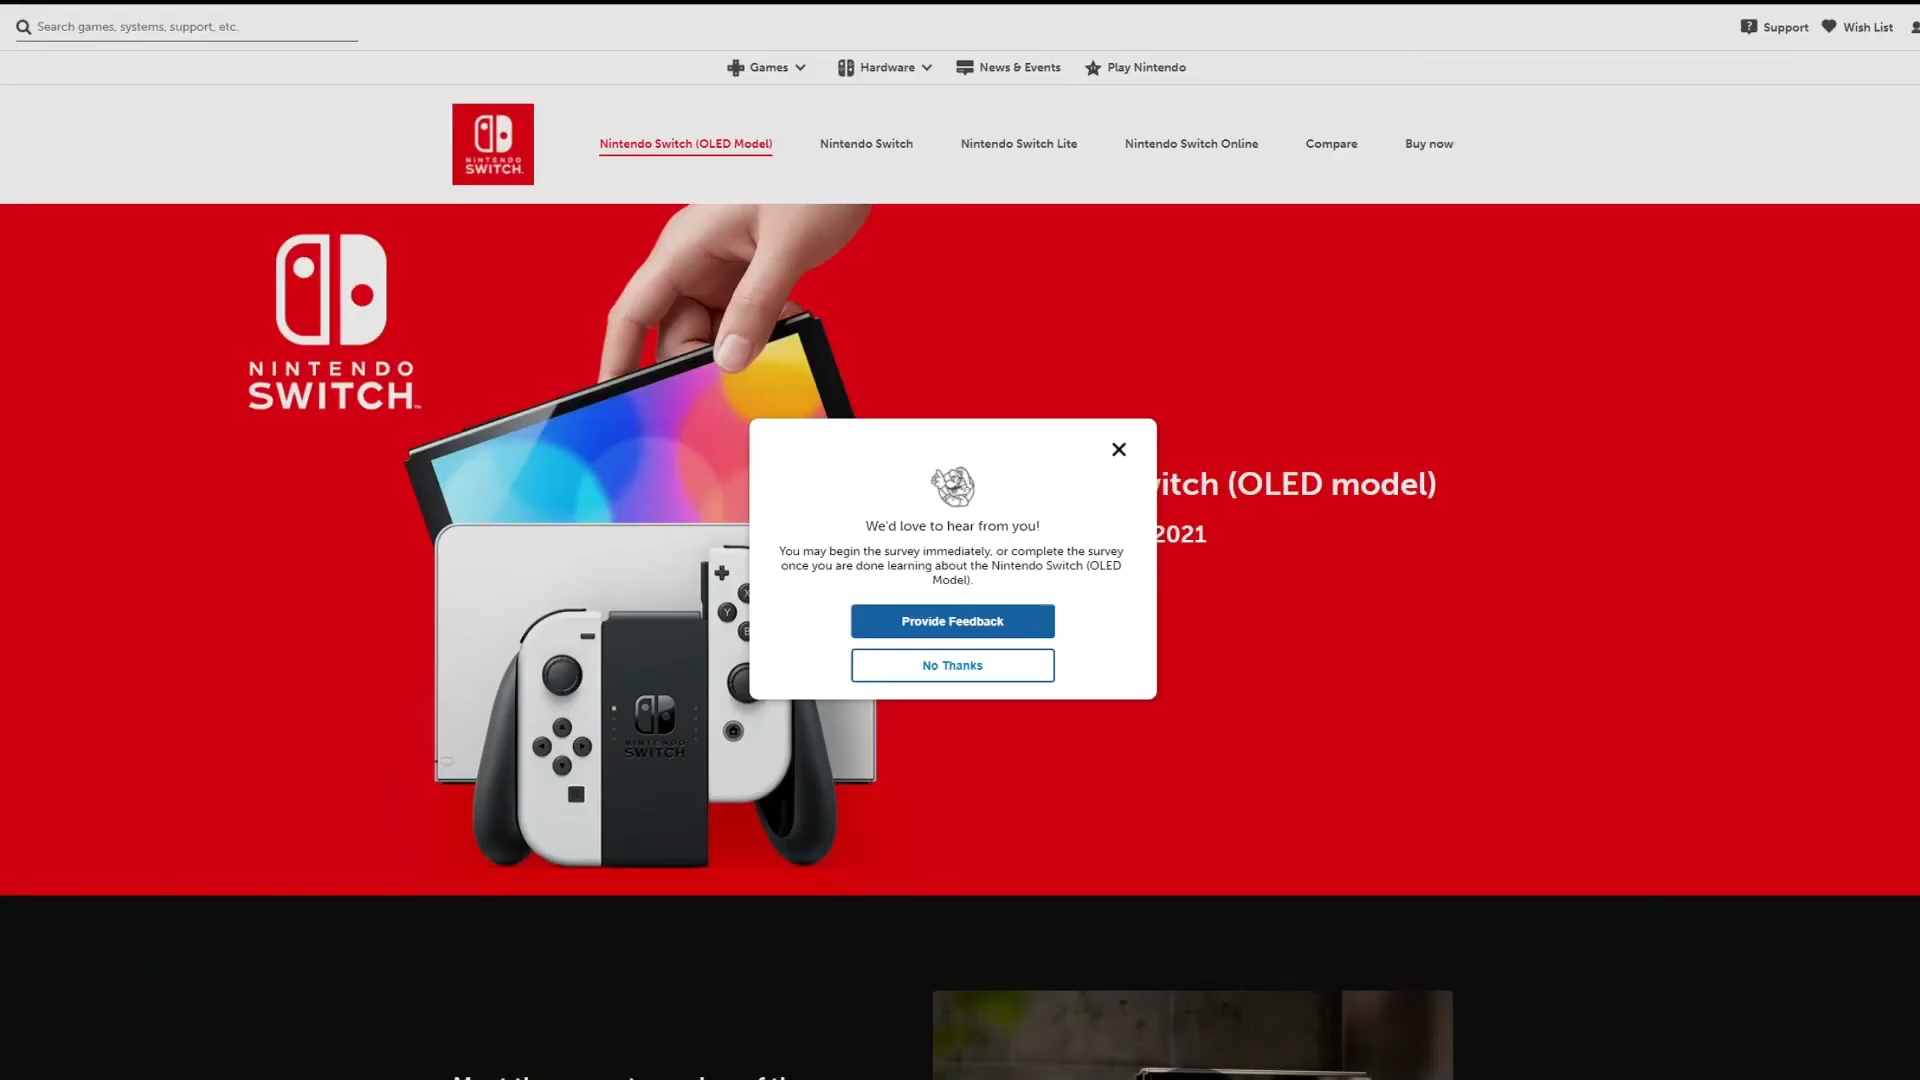 Search games, systems, support, etc.
Support
Wish List
Games
Hardware
News & Events
Play Nintendo
NINTENDO
SWITCH
Nintendo Switch (OLED Model)
Nintendo Switch
Nintendo Switch Lite
Nintendo Switch Online
Compare
Buy now
NINTENDO
SWITCH
itch (OLED model)
2021
We'd love to hear from you!
You may begin the survey immediately, or complete the survey
once you are done learning about the Nintendo Switch (OLED
Model).
Provide Feedback
No Thanks
X
Y
NINTENDO
SWITCH